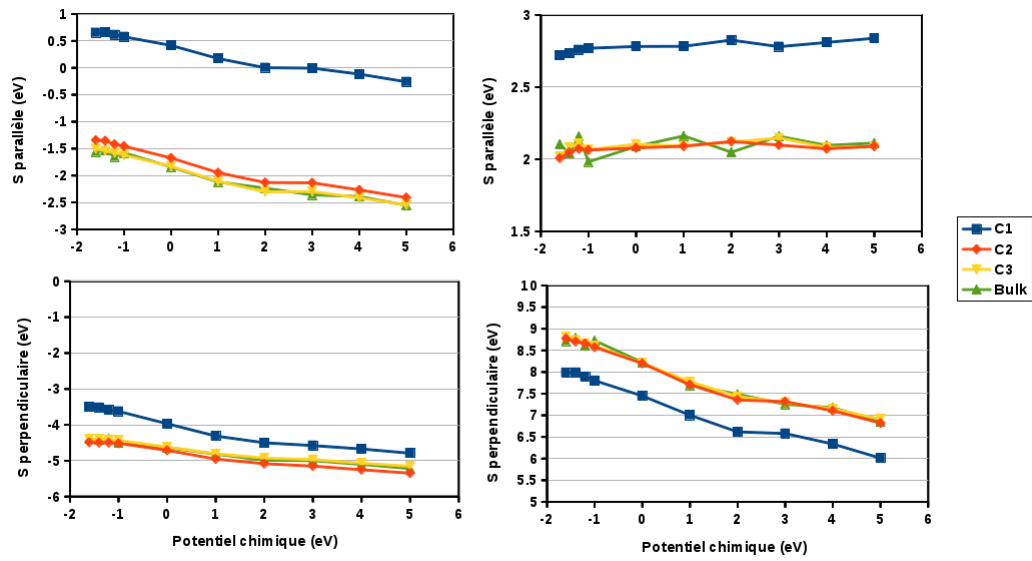 1
0.5
0
-0.5
-1
-1.5
-2
-2.5
-3
S parallèle (eV)
-2 -1 0 1 2 3 4 5 6
3
2.5
2
1.5
S parallèle (eV)
-2 -1 0 1 2 3 4 5 6
C1
C2
C3
Bulk
0
-1
-2
-3
-4
-5
-6
S perpendiculaire (eV)
-2 -1 0 1 2 3 4 5 6
Potentiel chimique (eV)
10
9.5
9
8.5
8
7.5
7
6.5
6
5.5
5
S perpendiculaire (eV)
-2 -1 0 1 2 3 4 5 6
Potentiel chimique (eV)